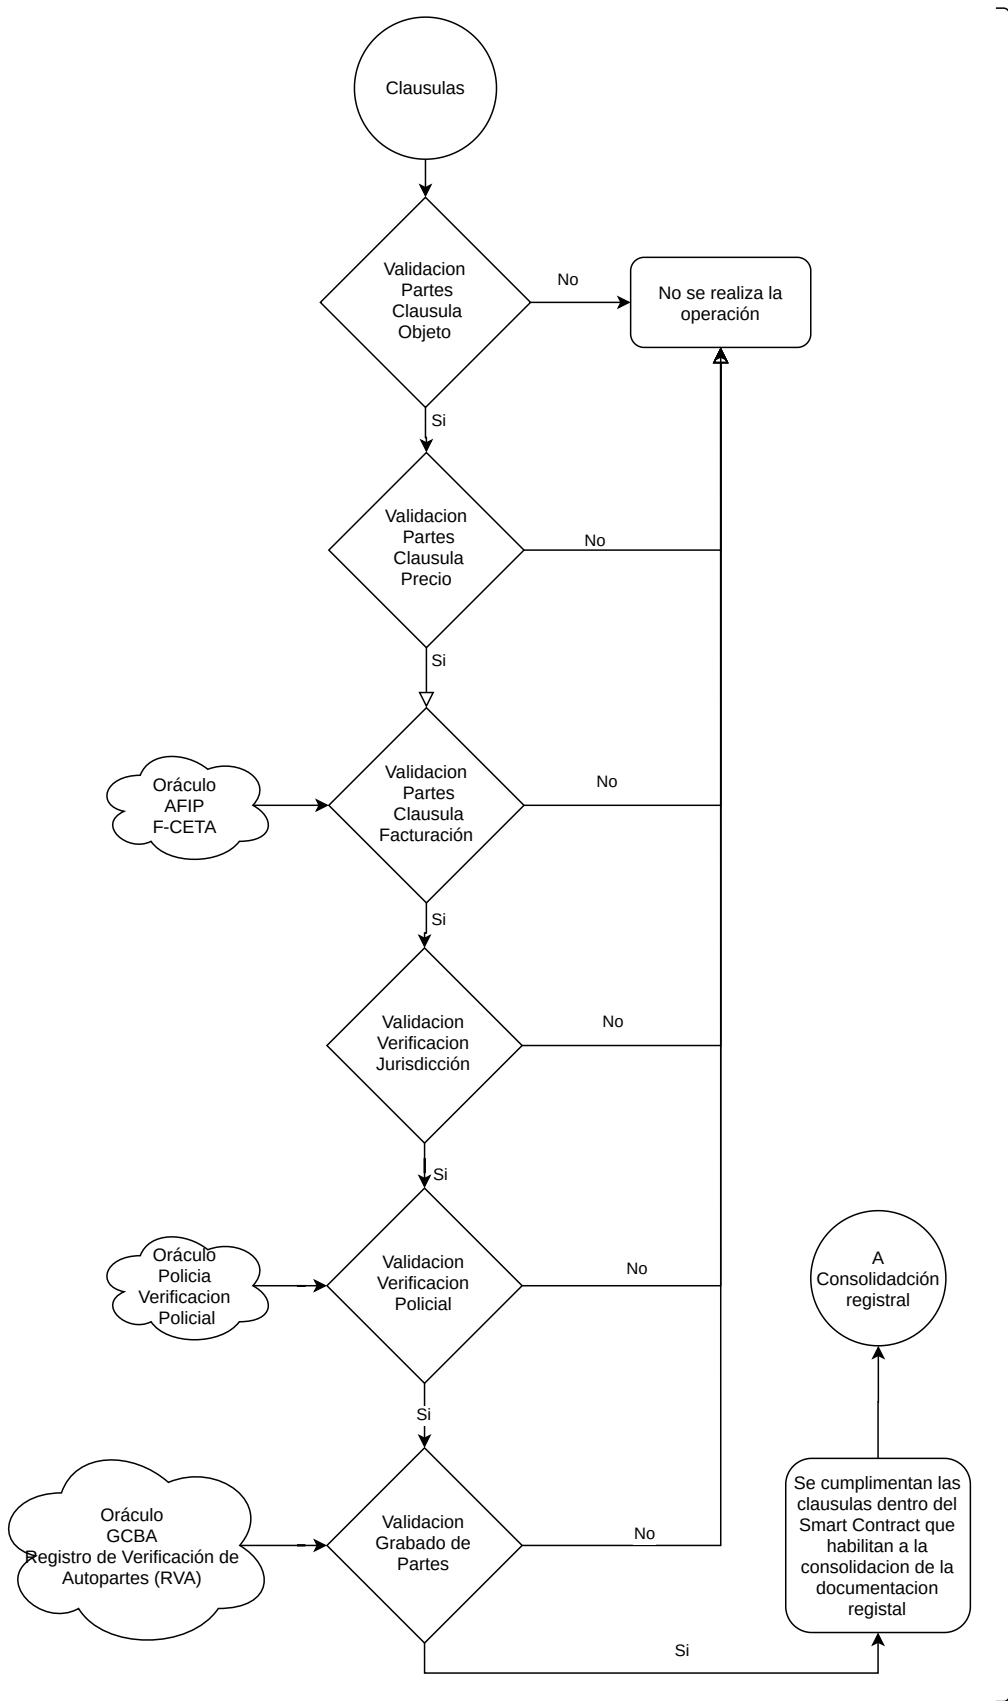 Clausulas
Validacion
Partes
Clausula
Objeto
No
No se realiza la
operación
Si
Validacion
Partes
Clausula
Precio
No
Si
Oráculo
AFIP
F-CETA
Validacion
Partes
Clausula
Facturación
No
Si
Validacion
Verificacion
Jurisdicción
No
Si
Oráculo
Policia
Verificacion
Policial
Validacion
Verificacion
Policial
No
A
Consolidadción
registral
Si
Oráculo
GCBA
Registro de Verificación de
Autopartes (RVA)
Validacion
Grabado de
Partes
No
Se cumplimentan las
clausulas dentro del
Smart Contract que
habilitan a la
consolidacion de la
documentacion
registal
Si